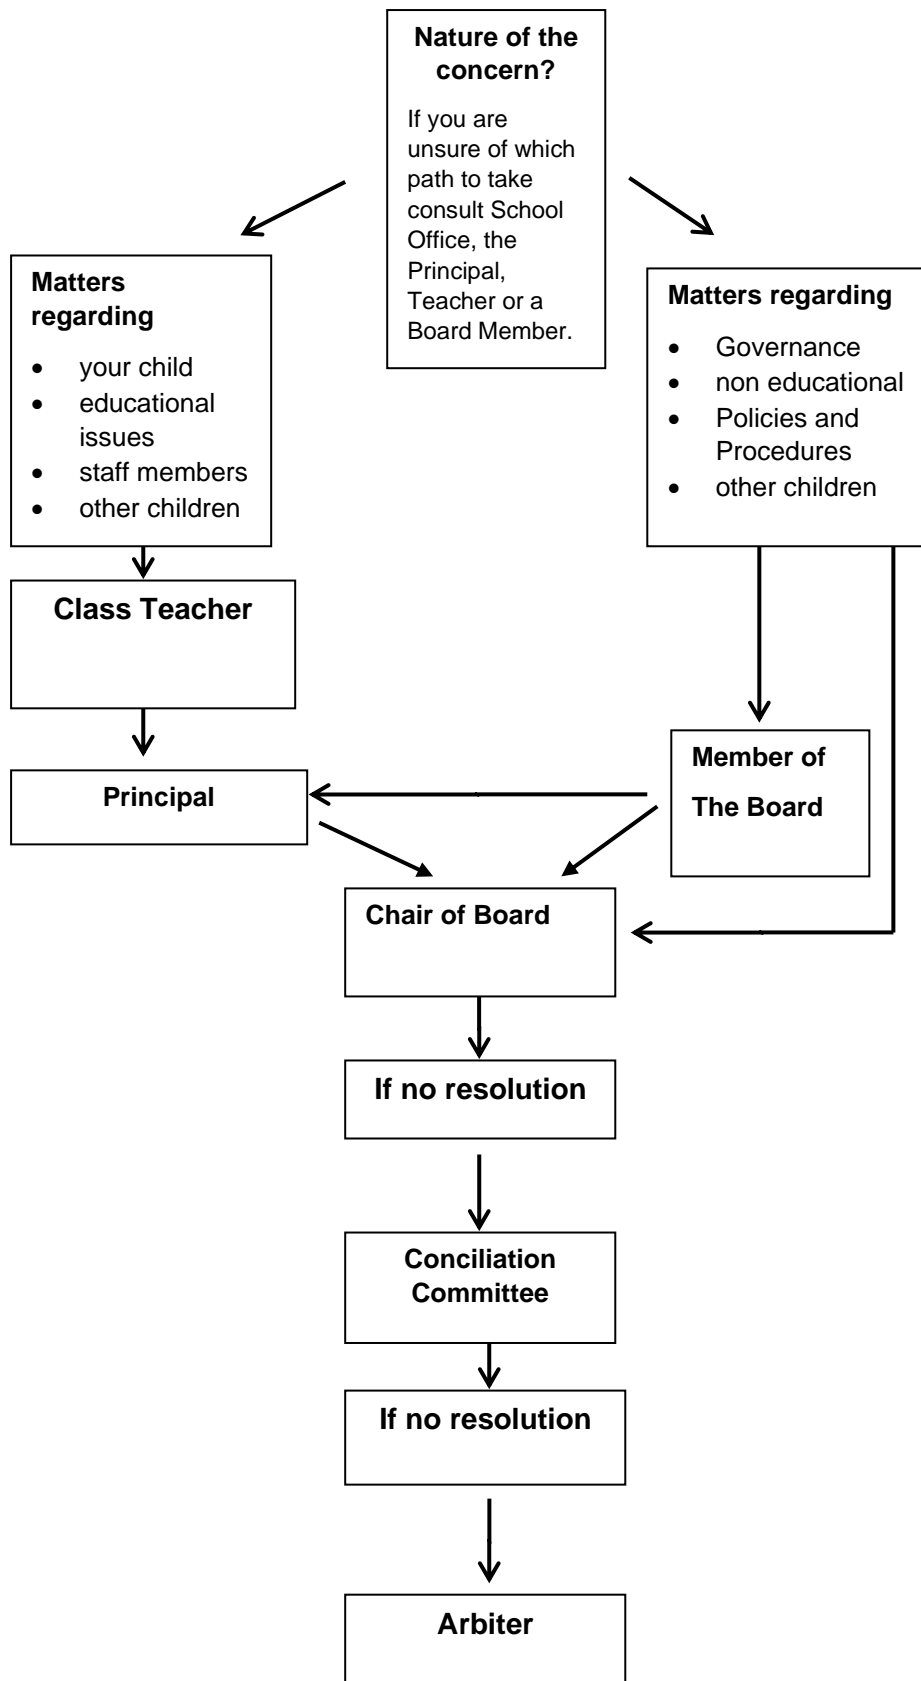 Nature of the
concern?
If you are
unsure of which
path to take
consult School
Office, the
Principal,
Teacher or a
Board Member.
Matters
regarding
• your child
• educational
issues
• staff members
• other children
Matters regarding
• Governance
• non educational
• Policies and
Procedures
• other children
Class Teacher
Principal
Member of
The Board
Chair of Board
If no resolution
Conciliation
Committee
If no resolution
Arbiter